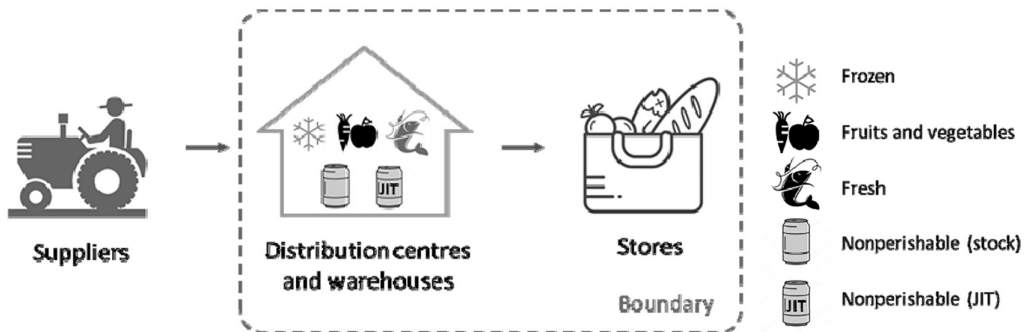 Suppliers
JIT
Distribution centres
and warehouses
Stores
Boundary
Frozen
Fruits and vegetables
Fresh
Nonperishable (stock)
JIT
Nonperishable (JIT)